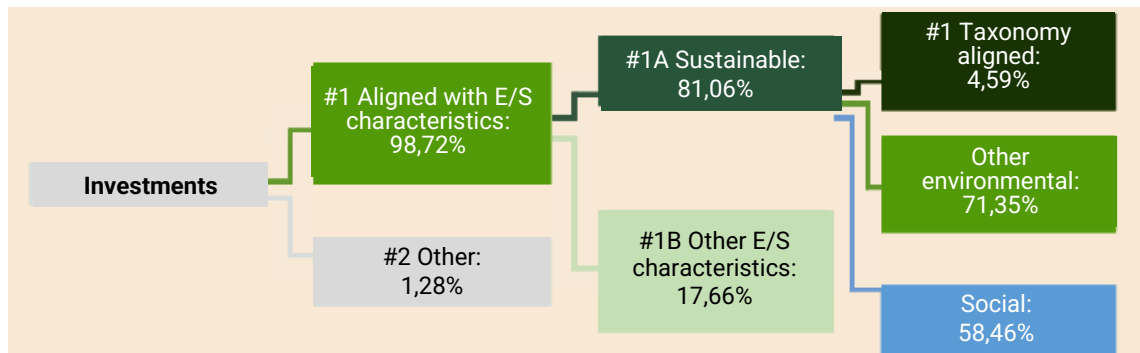 Investments
#1 Aligned with E/S
characteristics:
98,72%
#2 Other:
1,28%
#1A Sustainable:
81,06%
#1B Other E/S
characteristics:
17,66%
#1 Taxonomy
aligned:
4,59%
Other
environmental:
71,35%
Social:
58,46%